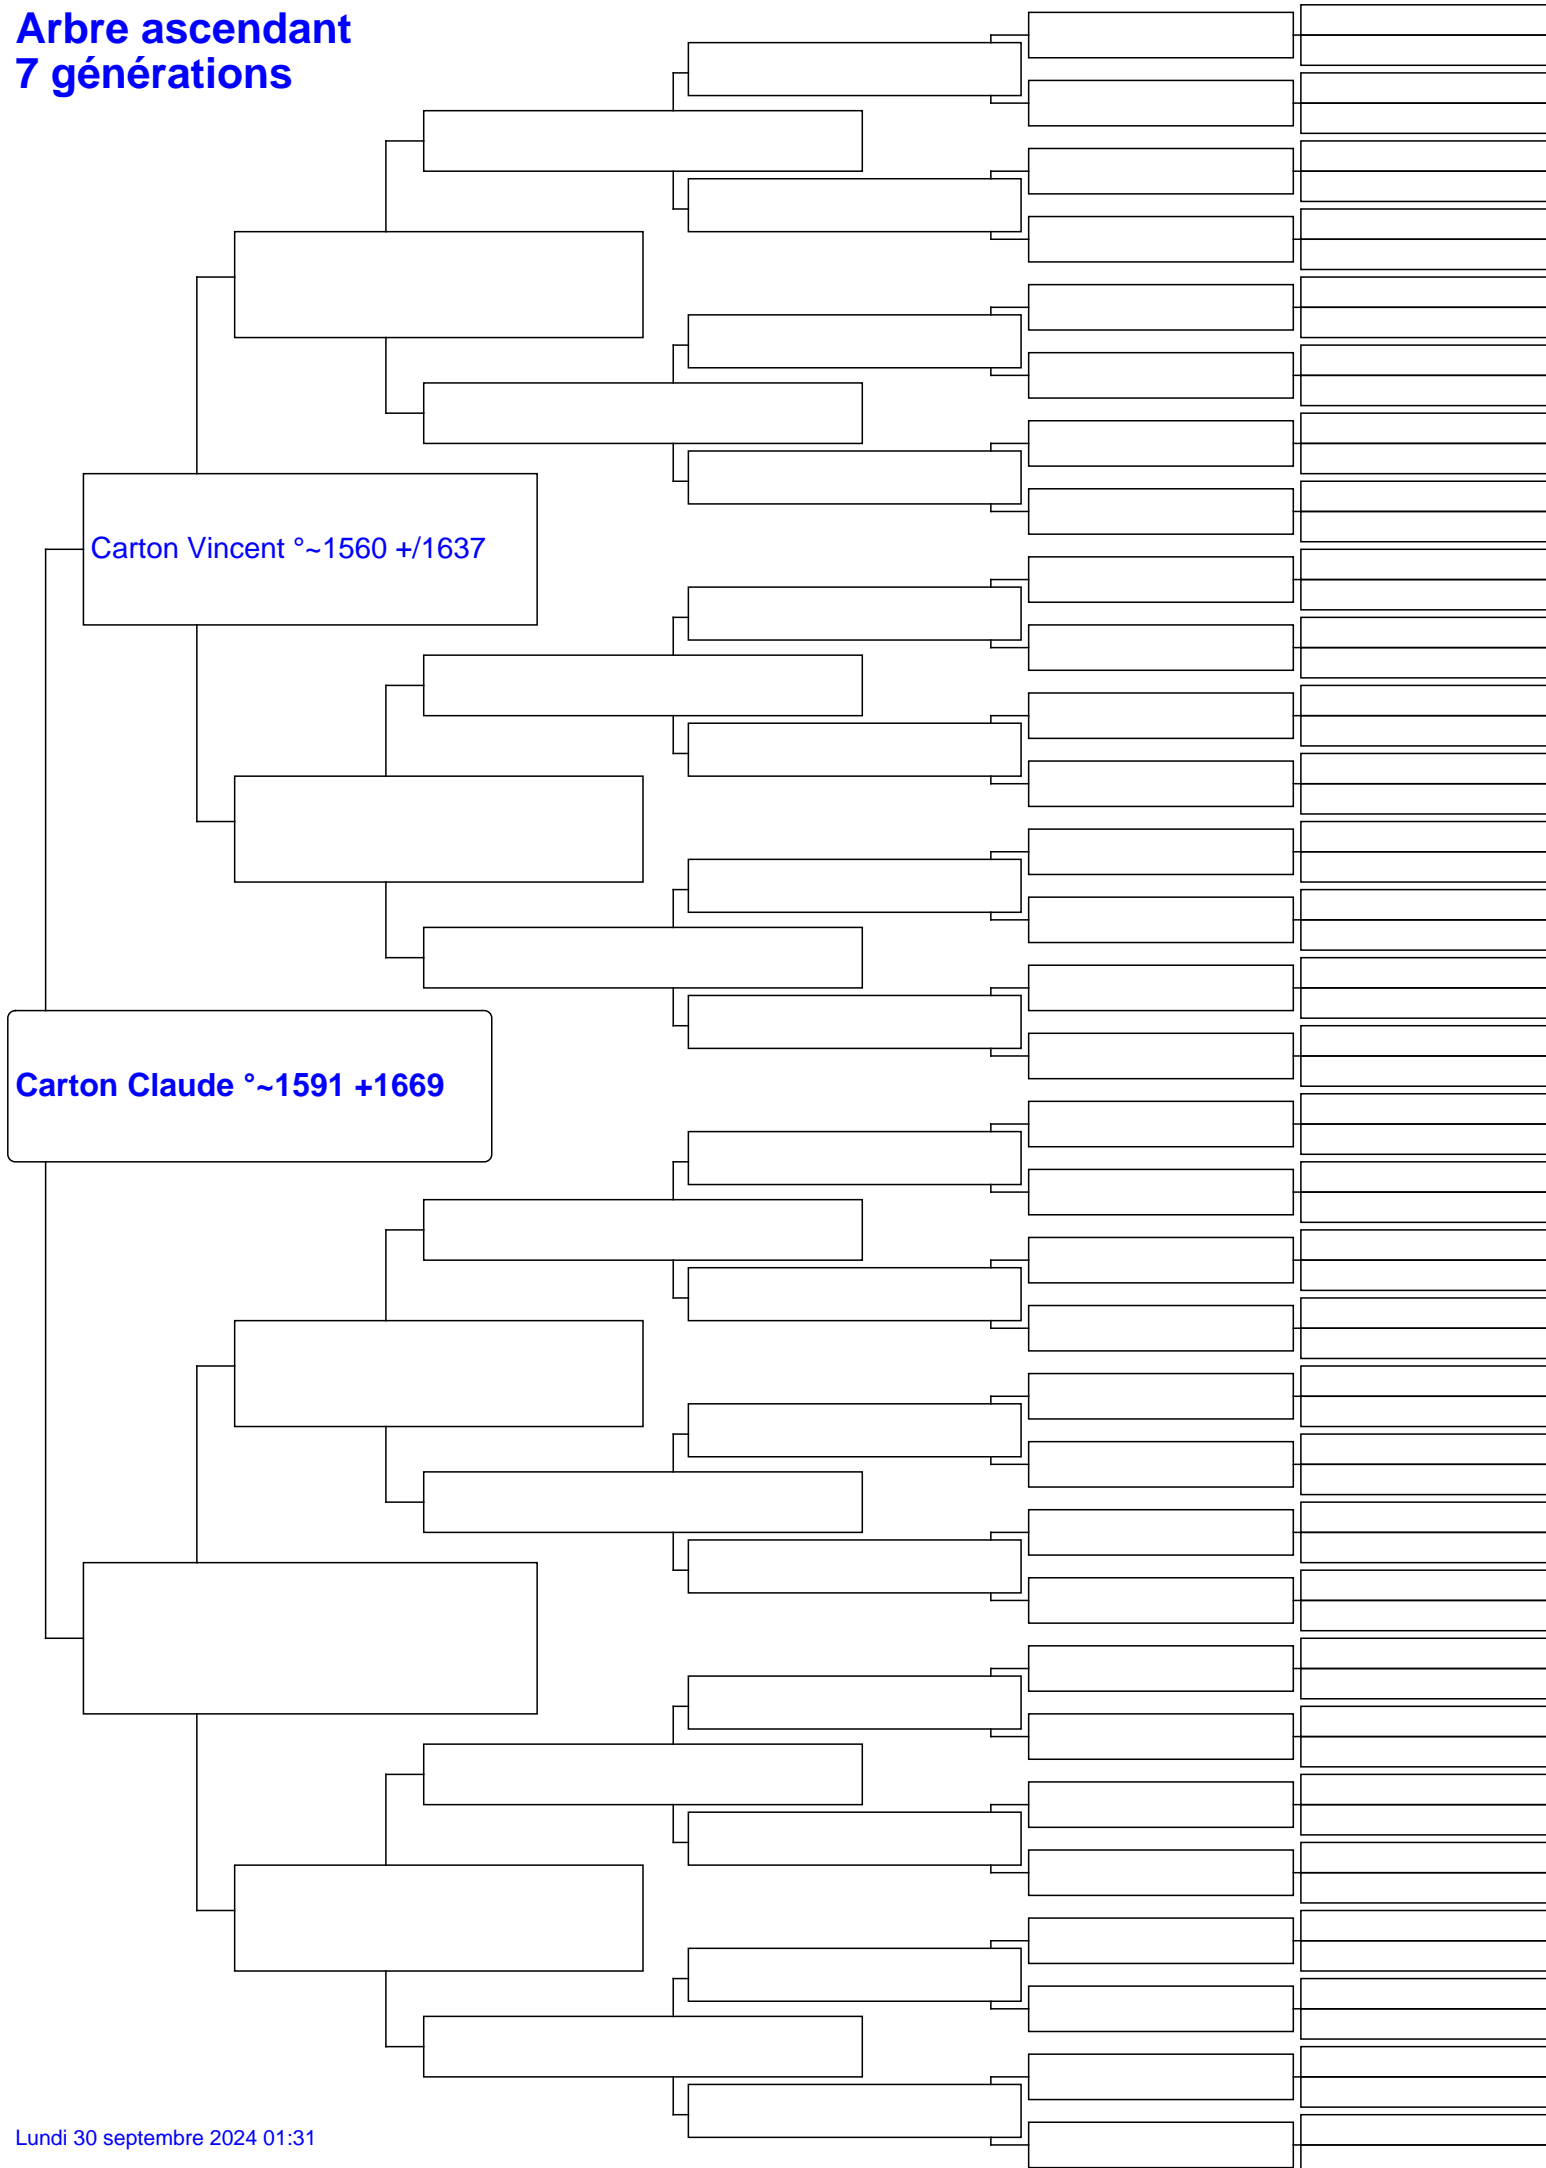 Arbre ascendant
7 générations
Carton Vincent °~1560 +/1637
Carton Claude °~1591 +1669
Lundi 30 septembre 2024 01:31